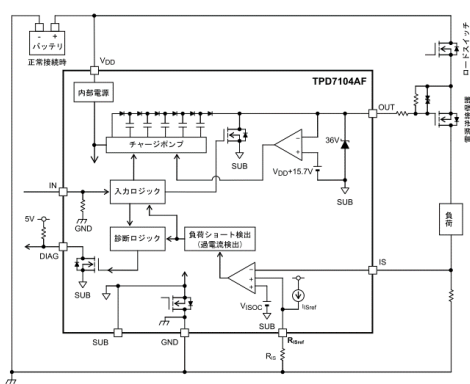 - +
バッテリ
正常接続時
ロードスイッチ
VDD
TPD7104AF
内部電源
OUT
電源逆接保護
36V
チャージポンプ
SUB
VDD+15.7V
SUB
IN
入力ロジック
GND
5V
診断ロジック
負荷ショート検出
(過電流検出)
負荷
DIAG
IS
SUB
VISOC
IISref
SUB
SUB
GND
RISref
RIS